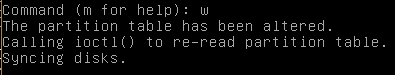 Command (m for help): w
The partition table has been altered.
Calling ioctl() to re-read partition table.
Syncing disks.